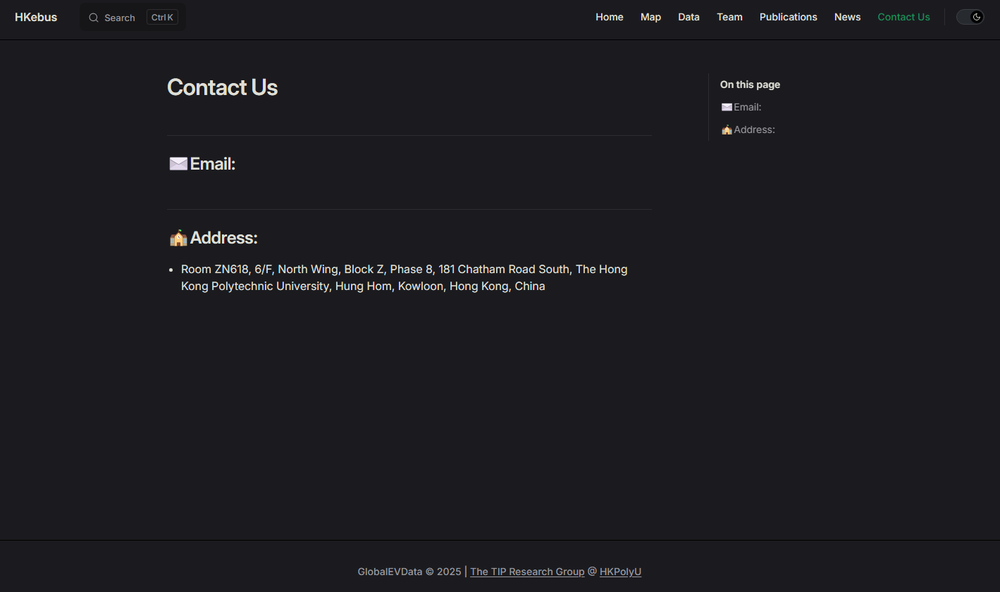 HKebus
Search
Ctrl K
Home
Map
Data
Team
Publications
News
Contact Us
Contact Us
✉️Email:
🏫Address:
• Room ZN618, 6/F, North Wing, Block Z, Phase 8, 181 Chatham Road South, The Hong
Kong Polytechnic University, Hung Hom, Kowloon, Hong Kong, China
On this page
✉️Email:
🏫Address:
GlobalEVData © 2025 | The TIP Research Group @ HKPolyU